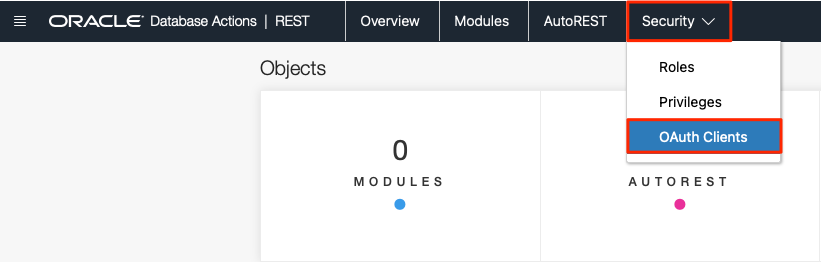 ORACLE Database Actions | REST Overview Modules AutoREST Security
Roles
Privileges
OAuth Clients
Objects
0
MODULES
AUTOREST